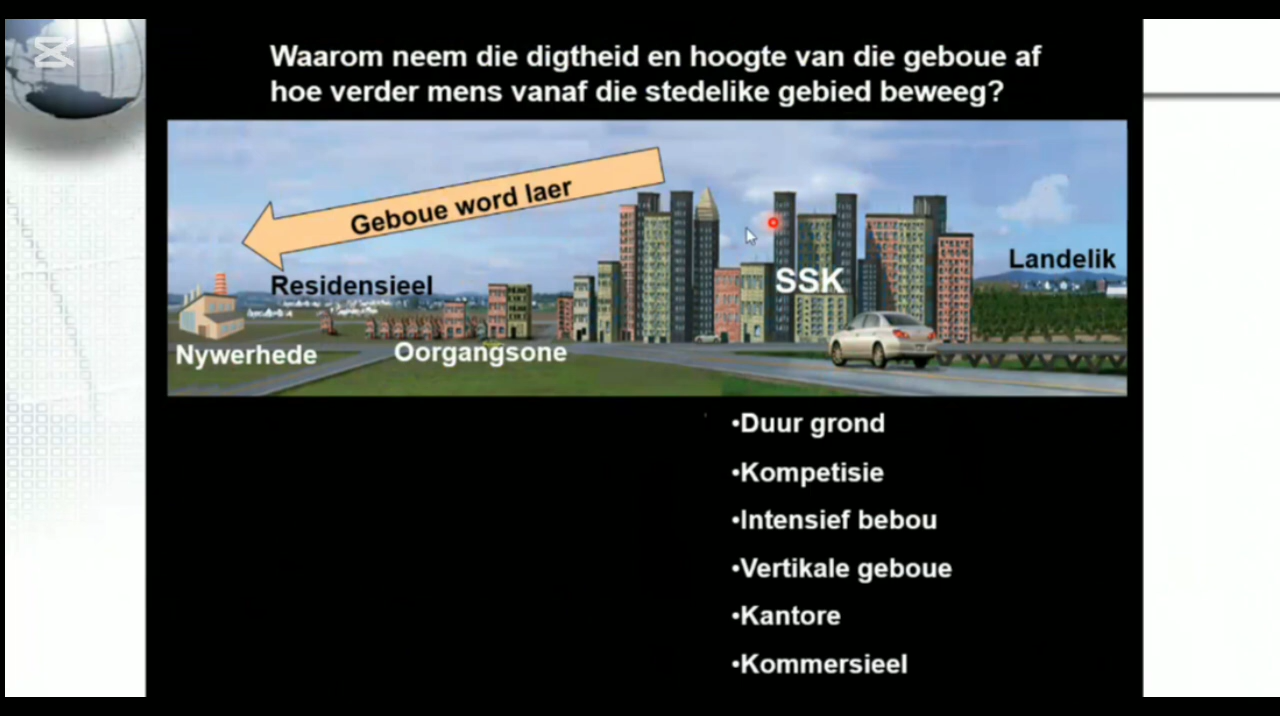 Waarom neem die digtheid en hoogte van die geboue af
hoe verder mens vanaf die stedelike gebied beweeg?
Geboue word laer
Landelik
SSK
Residensieel
Oorgangsone
Nywerhede
•Duur grond
•Kompetisie
•Intensief bebou
•Vertikale geboue
•Kantore
•Kommersieel